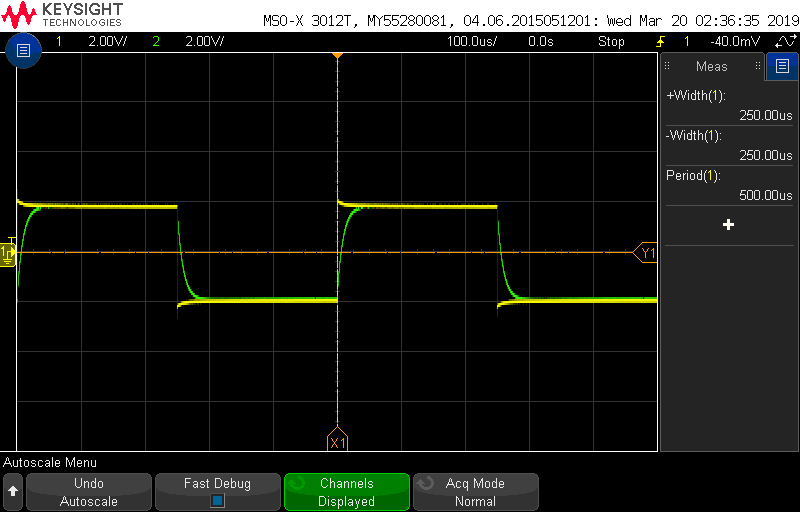 KEYSIGHT
TECHNOLOGIES
MSO-X 3012T, MY55280081, 04.06.2015051201: Wed Mar 20 02:36:35 2019
1 2.00V/ 2 2.00V/ 100.0us/ 0.0s Stop 1 -40.0mV
Meas
+Width(1):
250.00us
-Width(1):
250.00us
Period(1):
500.00us
T
1
Y1
X1
Autoscale Menu
Undo
Autoscale
Fast Debug
Channels
Displayed
Acq Mode
Normal